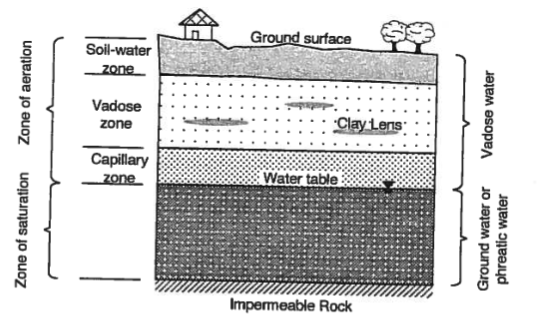 Ground surface
Soil-water
zone
Zone of aeration
Vadose
zone
Clay Lens
Vadose water
Capillary
zone
Water table
Zone of saturation
Ground water or
phreatic water
Impermeable Rock